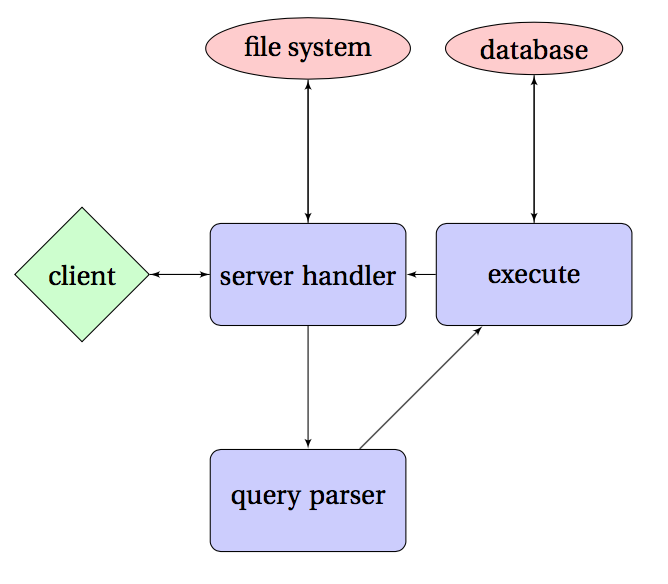 file system
database
client
server handler
execute
query parser